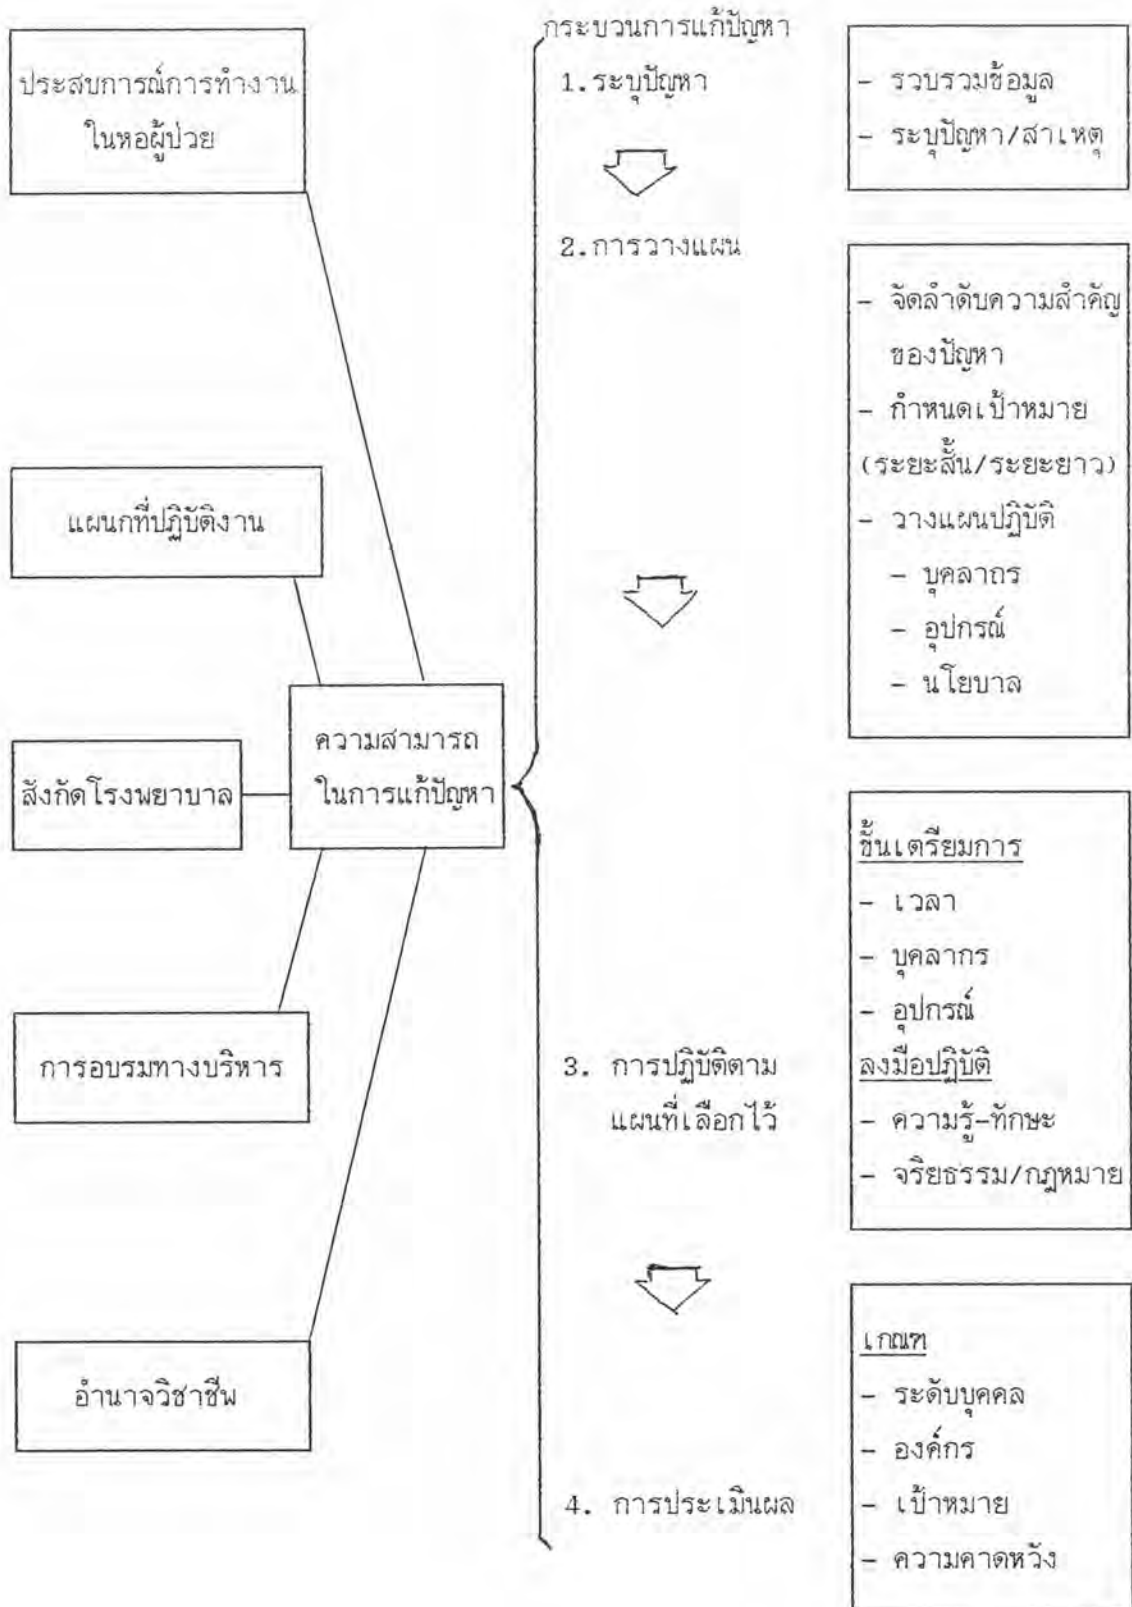 ประสบการณ์การทำงาน
ในหอผู้ป่วย
แผนกที่ปฏิบัติงาน
สังกัดโรงพยาบาล
การอบรมทางบริหาร
อำนาจวิชาชีพ
ความสามารถ
ในการแก้ปัญหา
กระบวนการแก้ปัญหา
1.ระบุปัญหา
- รวบรวมข้อมูล
- ระบุปัญหา/สาเหตุ
2.การวางแผน
- จัดลำดับความสำคัญ
ของปัญหา
- กำหนดเป้าหมาย
(ระยะสั้น/ระยะยาว)
- วางแผนปฏิบัติ
- บุคลาถร
- อุปกรณ์
- นโยบาล
3. การปฏิบัติตาม
แผนที่เลือกไว้
ขั้นเตรียมการ
- เวลา
- บุคลากร
- อุปกรณ์
ลงมือปฏิบัติ
- ความรู้-ทักษะ
- จริยธรรม/กฎหมาย
4. การประเมินผล
เกณฑ
- ระดับบุคคล
- องค์กร
- เป้าหมาย
- ความคาดหวัง